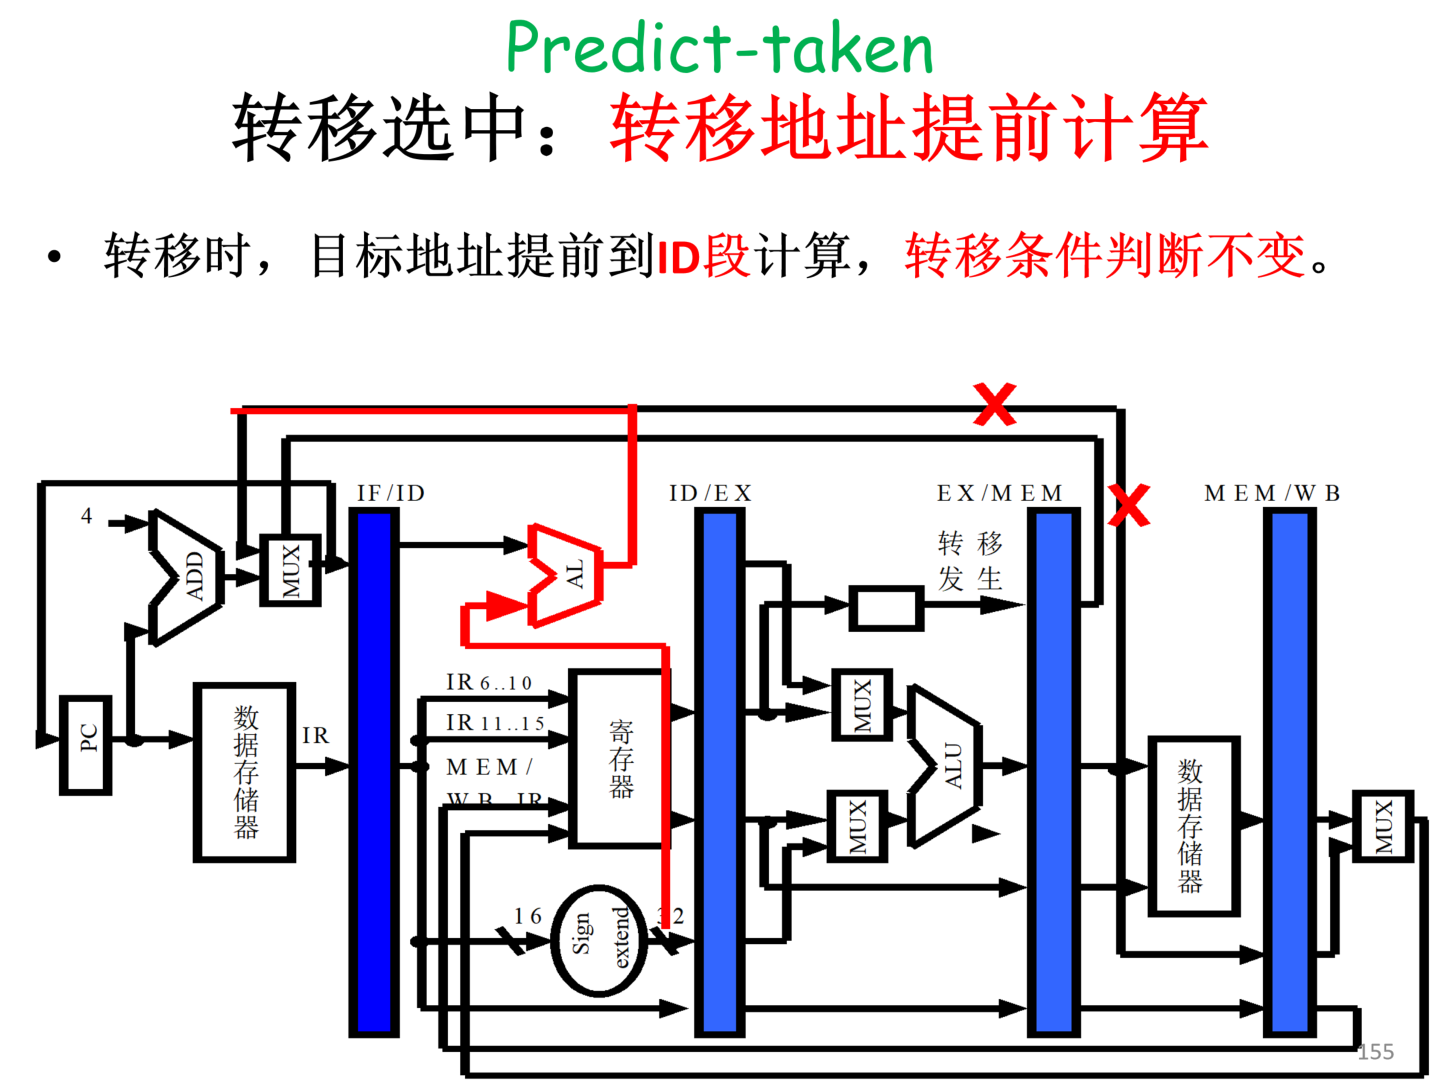 Predict-taken
转移选中：转移地址提前计算
• 转移时，目标地址提前到ID段计算，转移条件判断不变。
IF/ID
ID/EX
EX/MEM
MEM/WB
4
ADD
MUX
AL
转移
发生
PC
数据存储器
IR
IR6..10
IR11..15
MEM/
WB IR
寄存器
MUX
MUX
ALU
数据存储器
MUX
16
Sign
extend
32
155